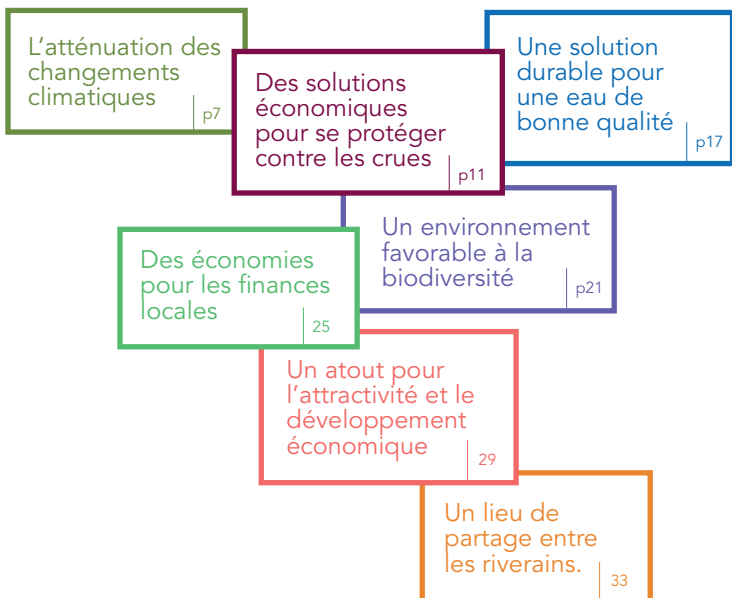 L'atténuation des
changements
climatiques
p7
Des solutions
économiques
pour se protéger
contre les crues
p11
Une solution
durable pour
une eau de
bonne qualité
p17
Un environnement
favorable à la
biodiversité
p21
Des économies
pour les finances
locales
25
Un atout pour
l'attractivité et le
développement
économique
29
Un lieu de
partage entre
les riverains.
33